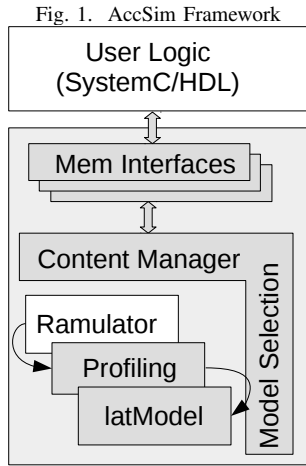 Fig. 1. AccSim Framework
User Logic
(SystemC/HDL)
Mem Interfaces
Content Manager
Model Selection
Ramulator
Profiling
latModel